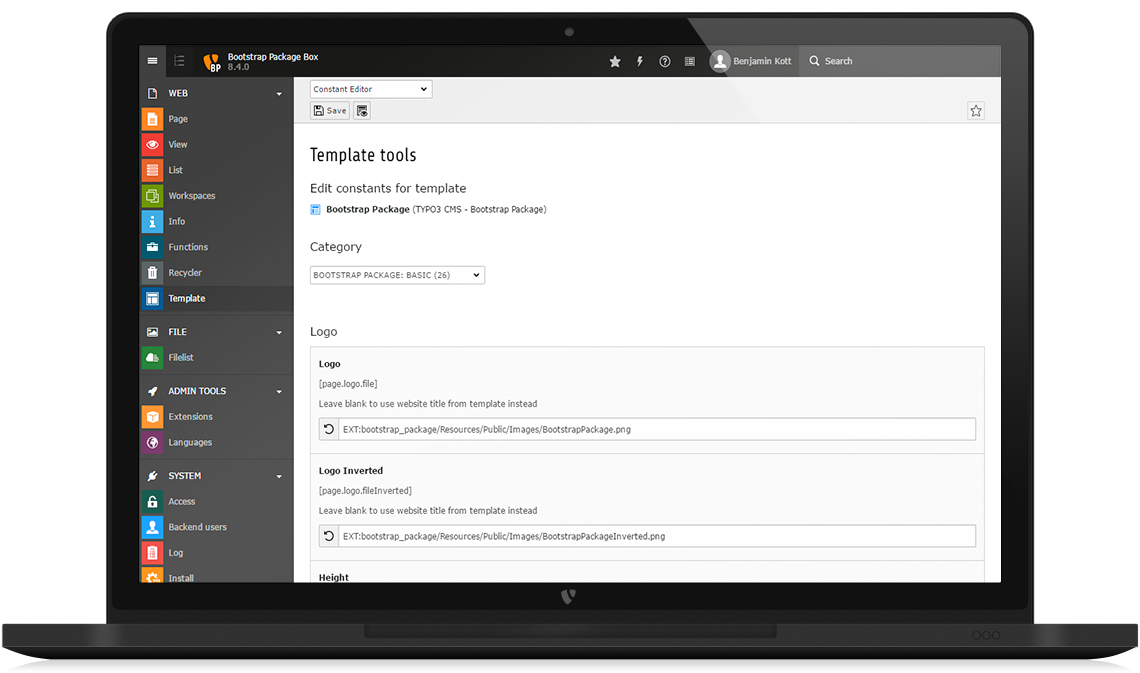 Bootstrap Package Box
8.4.0
BP
Benjamin Kott
Search
WEB
Page
View
List
Workspaces
Info
Functions
Recycler
Template
FILE
Filelist
ADMIN TOOLS
Extensions
Languages
SYSTEM
Access
Backend users
Log
Install
Constant Editor
Save
Template tools
Edit constants for template
Bootstrap Package (TYPO3 CMS - Bootstrap Package)
Category
BOOTSTRAP PACKAGE: BASIC (26)
Logo
Logo
[page.logo.file]
Leave blank to use website title from template instead
EXT:bootstrap_package/Resources/Public/Images/BootstrapPackage.png
Logo Inverted
[page.logo.fileInverted]
Leave blank to use website title from template instead
EXT:bootstrap_package/Resources/Public/Images/BootstrapPackageInverted.png
Height